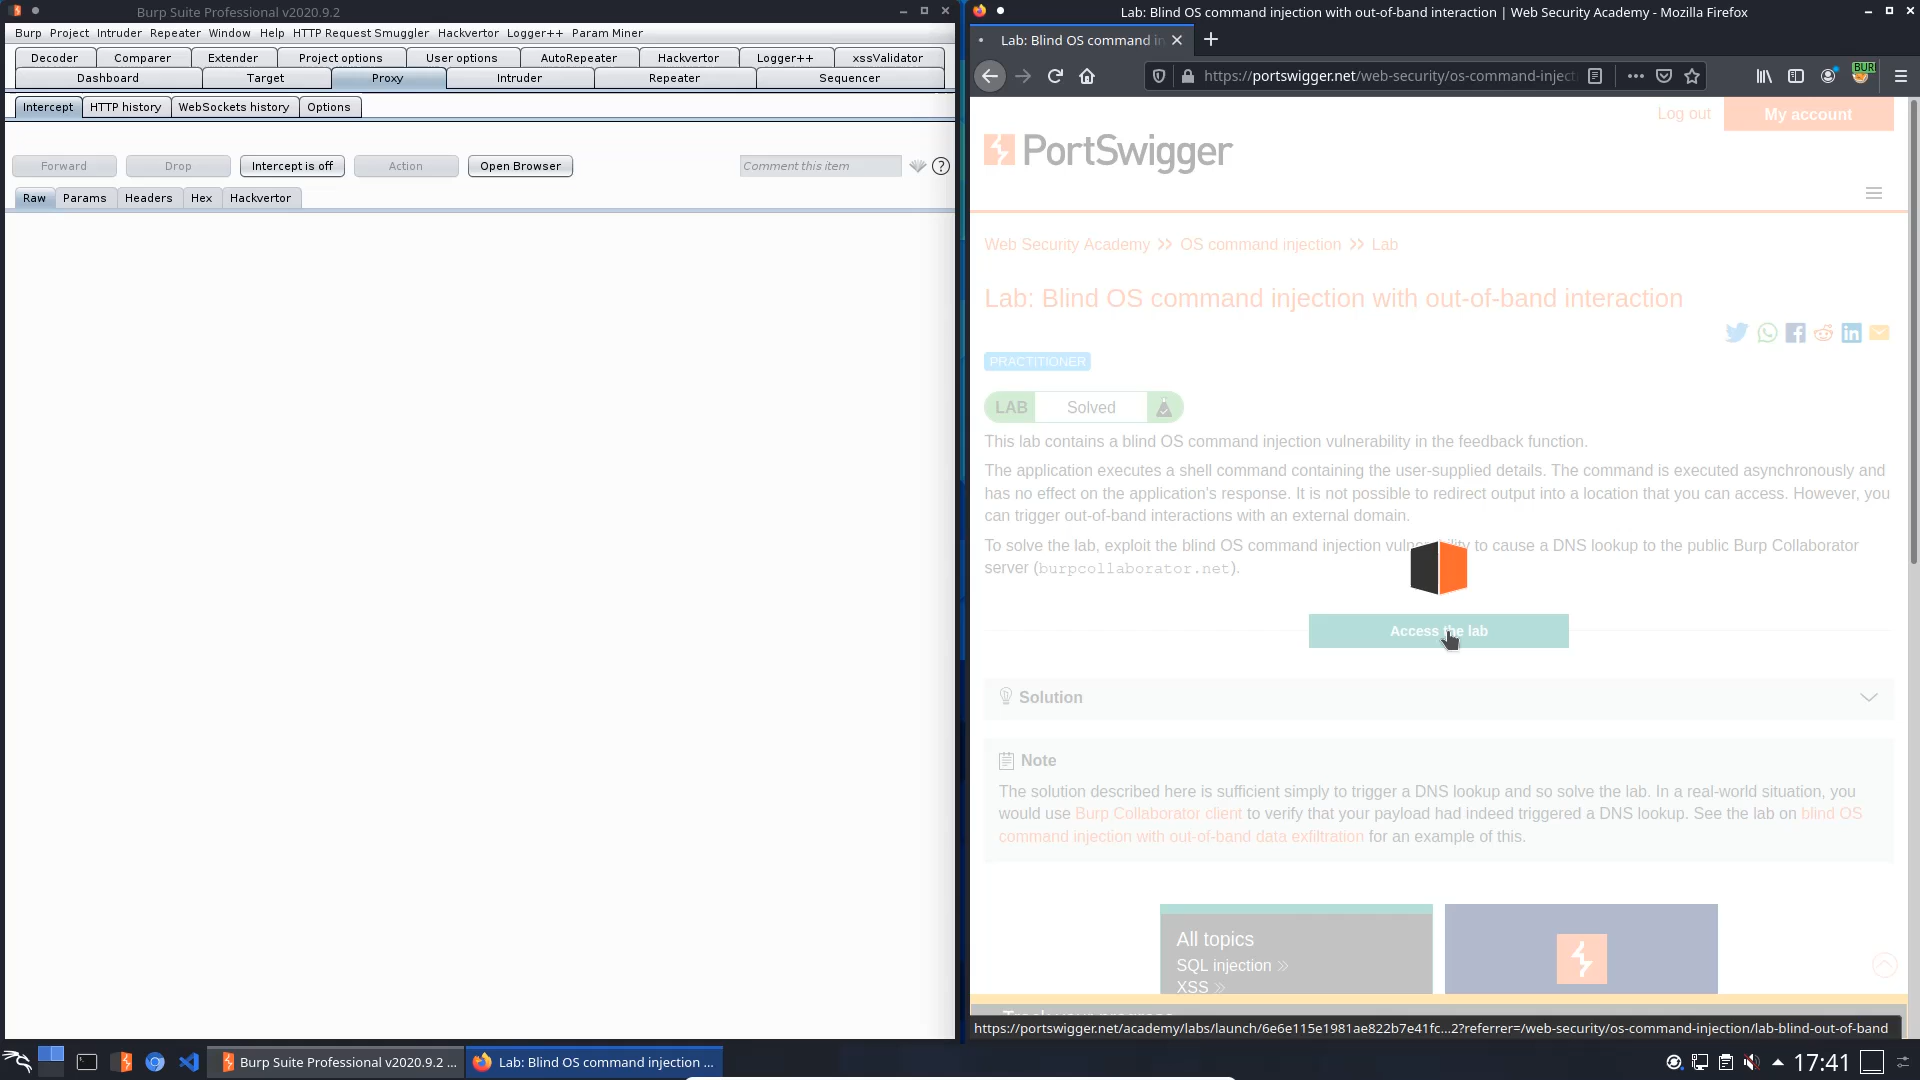 Burp Suite Professional v2020.9.2
Burp Project Intruder Repeater Window Help HTTP Request Smuggler Hackvertor Logger++ Param Miner
Decoder Comparer Extender Project options User options AutoRepeater Hackvertor Logger++ xssValidator
Dashboard Target Proxy Intruder Repeater Sequencer
Intercept HTTP history WebSockets history Options
Forward Drop Intercept is off Action Open Browser Comment this item ?
Raw Params Headers Hex Hackvertor
Lab: Blind OS command injection with out-of-band interaction | Web Security Academy - Mozilla Firefox
Lab: Blind OS command in
https://portswigger.net/web-security/os-command-inject
BUR
Log out My account
PortSwigger
Web Security Academy >> OS command injection >> Lab
Lab: Blind OS command injection with out-of-band interaction
PRACTITIONER
LAB Solved
This lab contains a blind OS command injection vulnerability in the feedback function.
The application executes a shell command containing the user-supplied details. The command is executed asynchronously and
has no effect on the application's response. It is not possible to redirect output into a location that you can access. However, you
can trigger out-of-band interactions with an external domain.
To solve the lab, exploit the blind OS command injection vulnerability to cause a DNS lookup to the public Burp Collaborator
server (burpcollaborator.net).
Access the lab
Solution
Note
The solution described here is sufficient simply to trigger a DNS lookup and so solve the lab. In a real-world situation, you
would use Burp Collaborator client to verify that your payload had indeed triggered a DNS lookup. See the lab on blind OS
command injection with out-of-band data exfiltration for an example of this.
All topics
SQL injection >>
XSS >>
Track your progress
https://portswigger.net/academy/labs/launch/6e6e115e1981ae822b7e41fc...2?referrer=/web-security/os-command-injection/lab-blind-out-of-band
Burp Suite Professional v2020.9.2 ...
Lab: Blind OS command injection ...
17:41